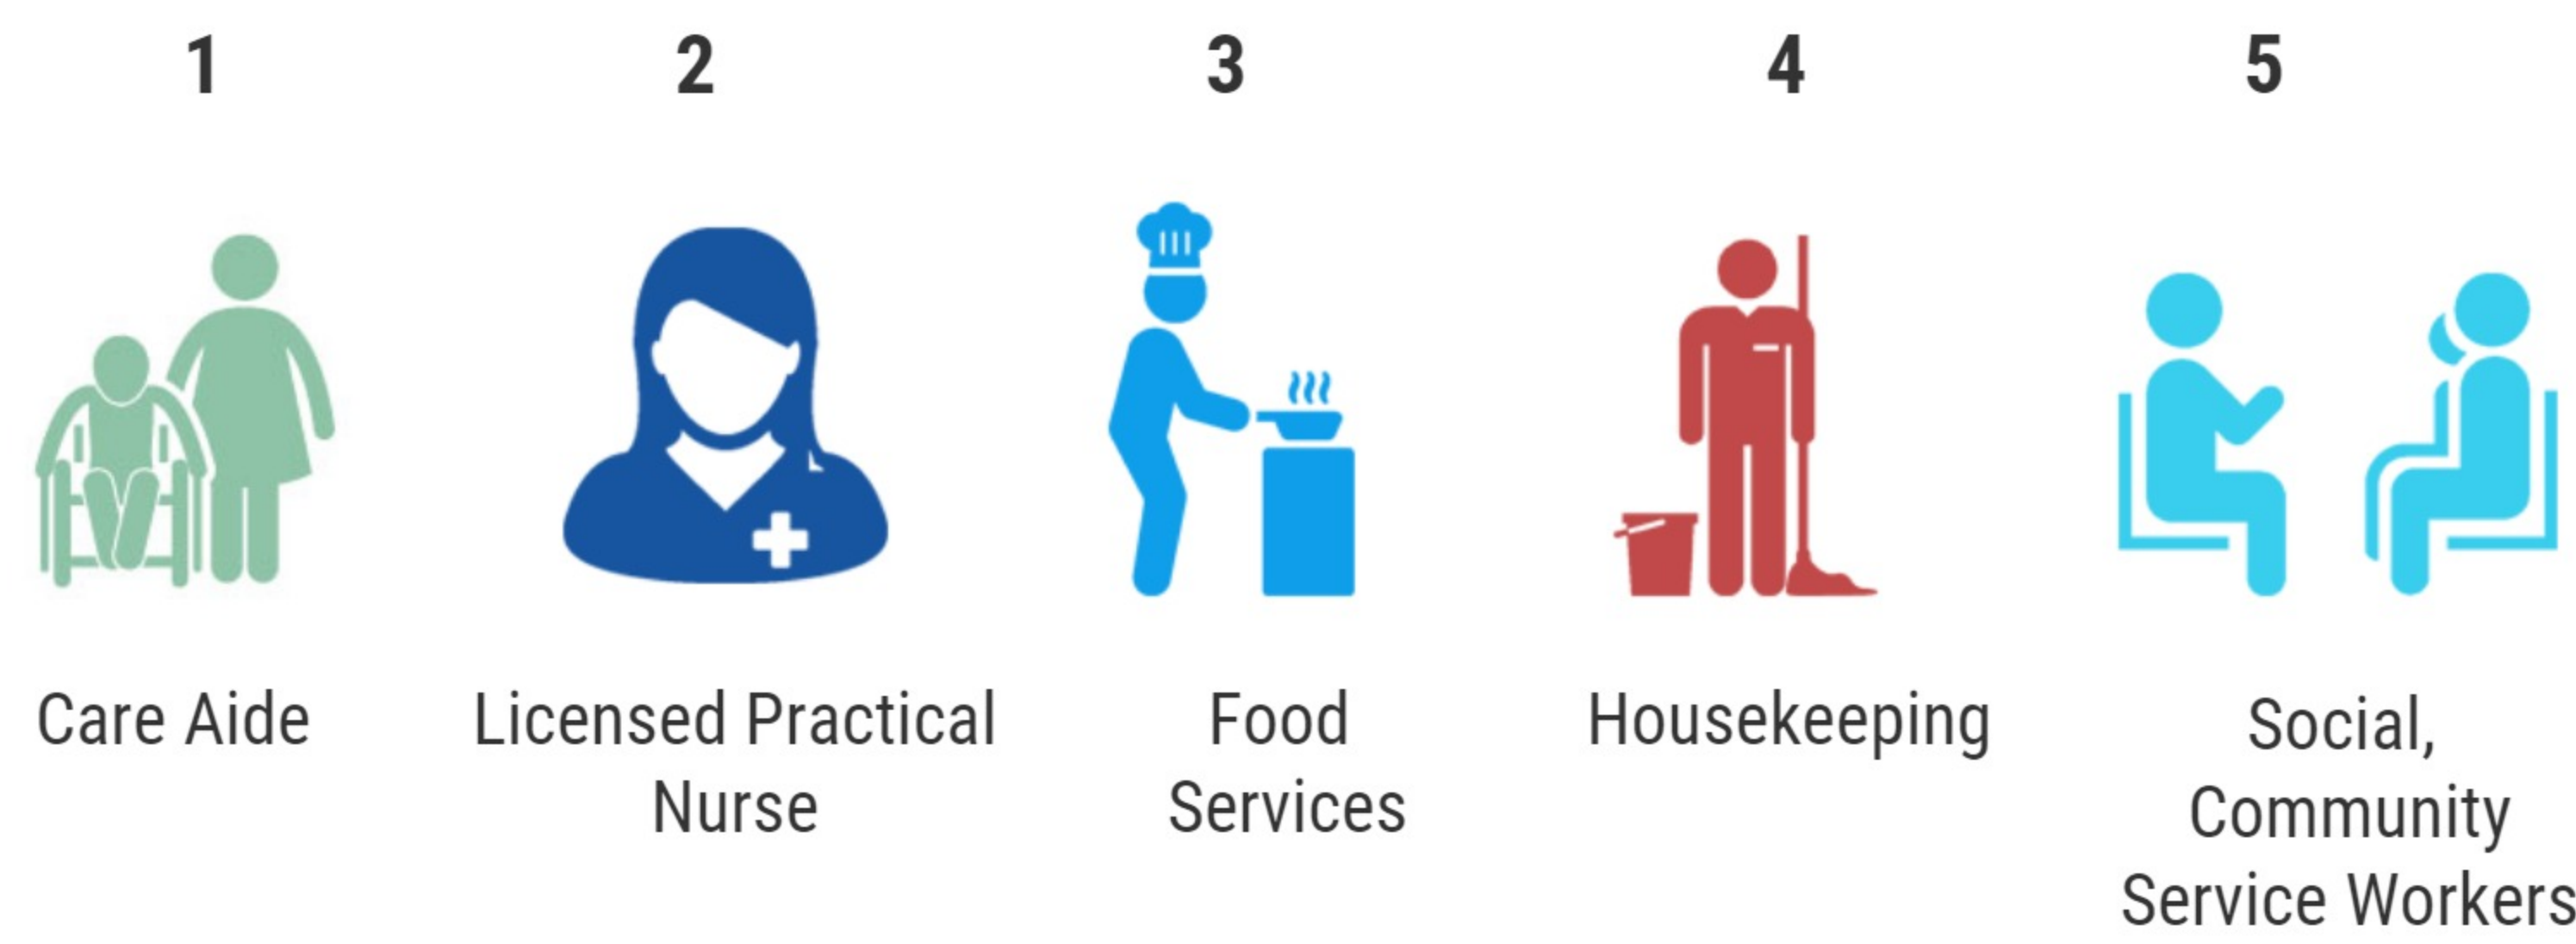 1
2
3
4
5
Care Aide
Licensed Practical
Nurse
Food
Services
Housekeeping
Social,
Community
Service Workers